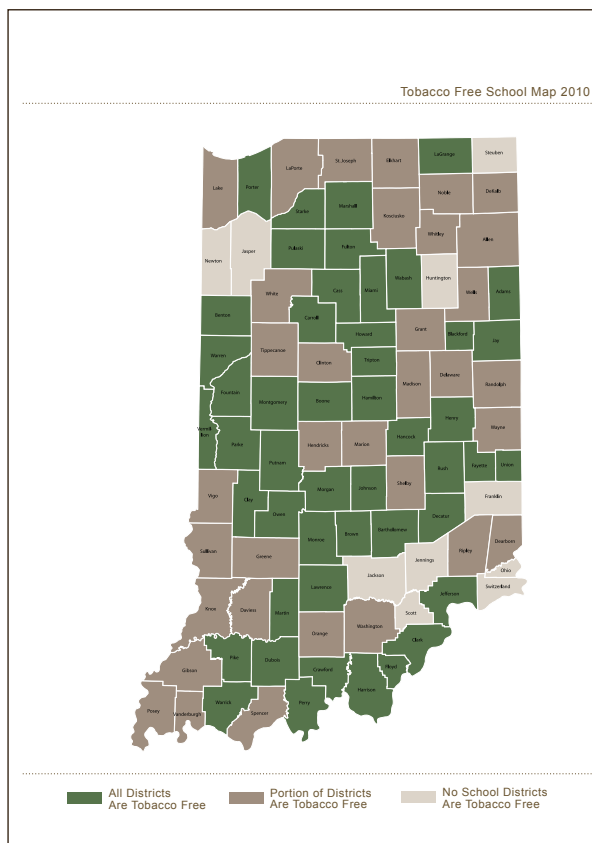 Tobacco Free School Map 2010
LaPorte
St. Joseph
Elkhart
LaGrange
Steuben
Lake
Porter
Noble
DeKalb
Starke
Marshall
Kosciusko
Whitley
Allen
Newton
Jasper
Pulaski
Fulton
Wabash
Huntington
White
Cass
Miami
Wells
Adams
Benton
Carroll
Howard
Grant
Blackford
Jay
Warren
Tippecanoe
Clinton
Tipton
Madison
Delaware
Randolph
Fountain
Montgomery
Boone
Hamilton
Henry
Wayne
Vermil
lion
Parke
Putnam
Hendricks
Marion
Hancock
Rush
Fayette
Union
Vigo
Clay
Owen
Morgan
Johnson
Shelby
Franklin
Decatur
Sullivan
Greene
Monroe
Brown
Bartholomew
Jennings
Ripley
Dearborn
Ohio
Switzerland
Jackson
Lawrence
Jefferson
Scott
Knox
Daviess
Martin
Orange
Washington
Clark
Floyd
Gibson
Pike
Dubois
Crawford
Harrison
Posey
Vanderburgh
Warrick
Spencer
Perry
All Districts
Are Tobacco Free
Portion of Districts
Are Tobacco Free
No School Districts
Are Tobacco Free